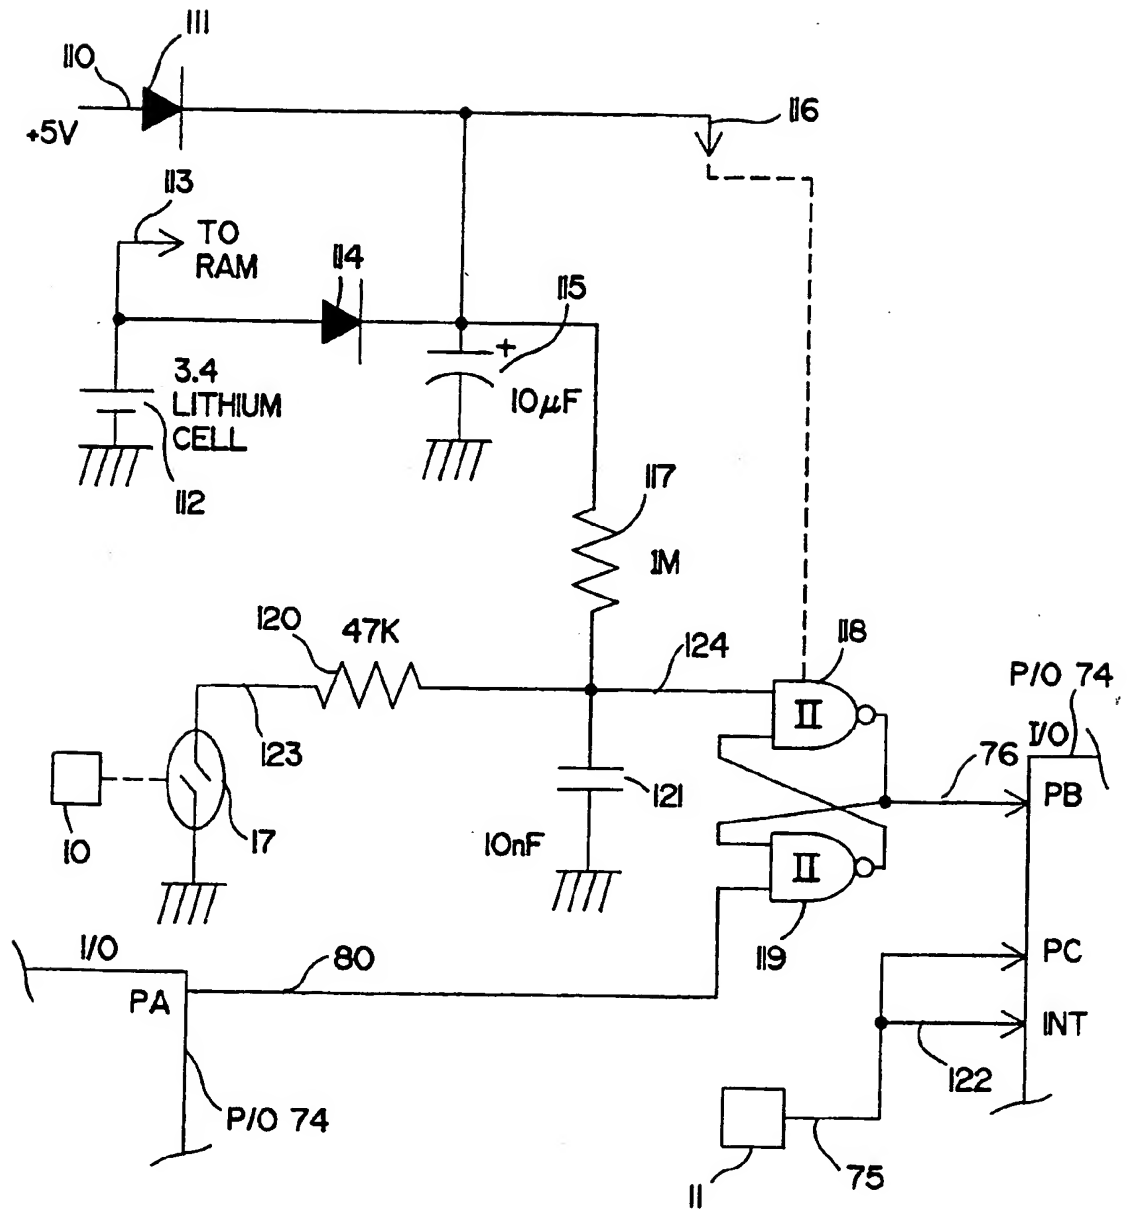 111
110
+5V
116
113
TO
RAM
114
115
+
3.4
LITHIUM
CELL
10µF
112
117
1M
120
47K
124
118
P/O 74
II
I/O
123
76
PB
121
10
17
10nF
II
119
I/O
80
PC
PA
INT
122
P/O 74
11
75